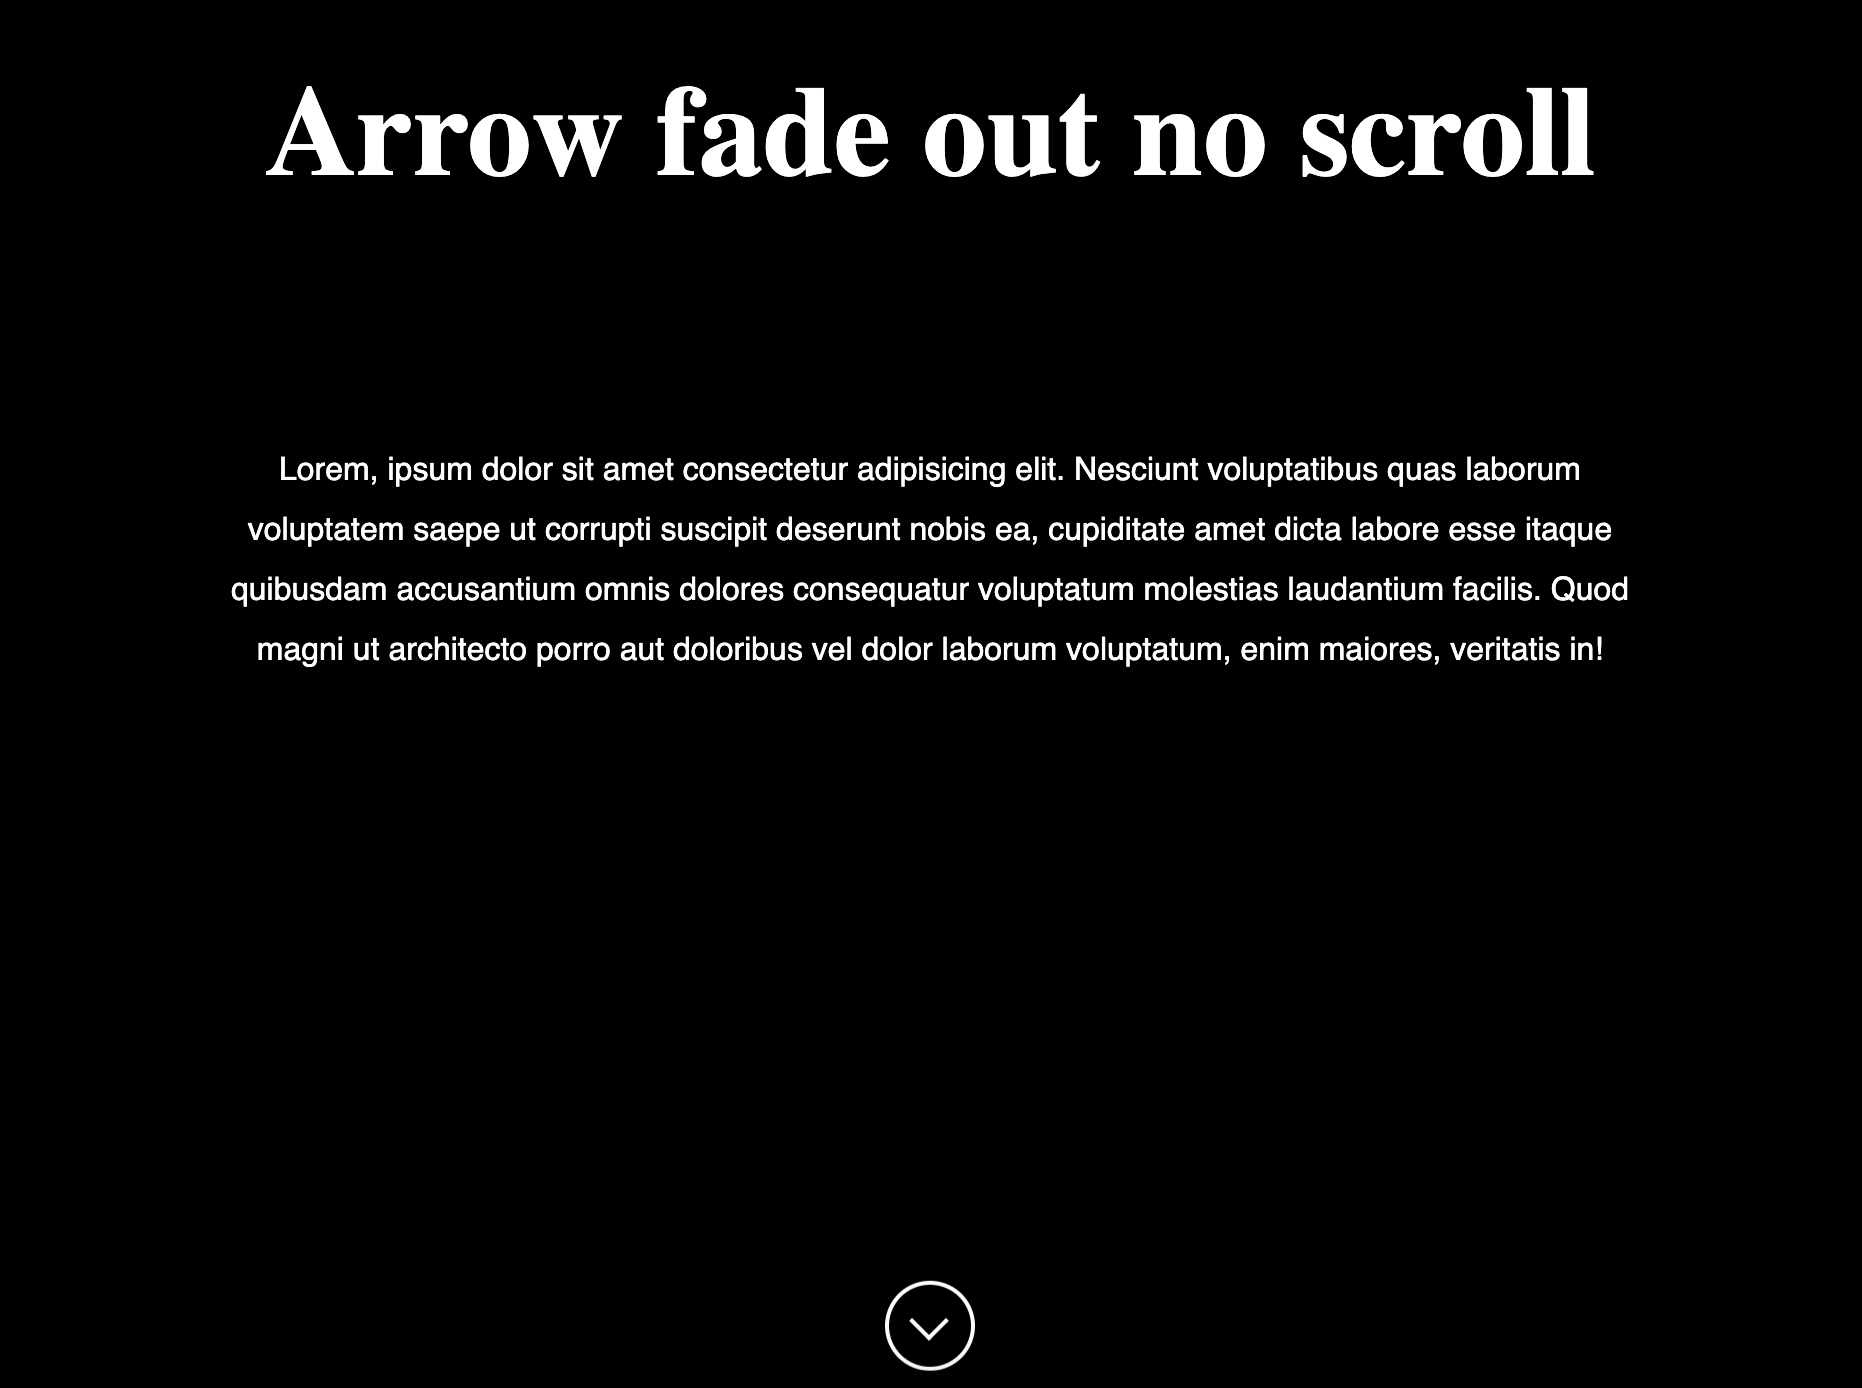 Arrow fade out no scroll
Lorem, ipsum dolor sit amet consectetur adipisicing elit. Nesciunt voluptatibus quas laborum
voluptatem saepe ut corrupti suscipit deserunt nobis ea, cupiditate amet dicta labore esse itaque
quibusdam accusantium omnis dolores consequatur voluptatum molestias laudantium facilis. Quod
magni ut architecto porro aut doloribus vel dolor laborum voluptatum, enim maiores, veritatis in!